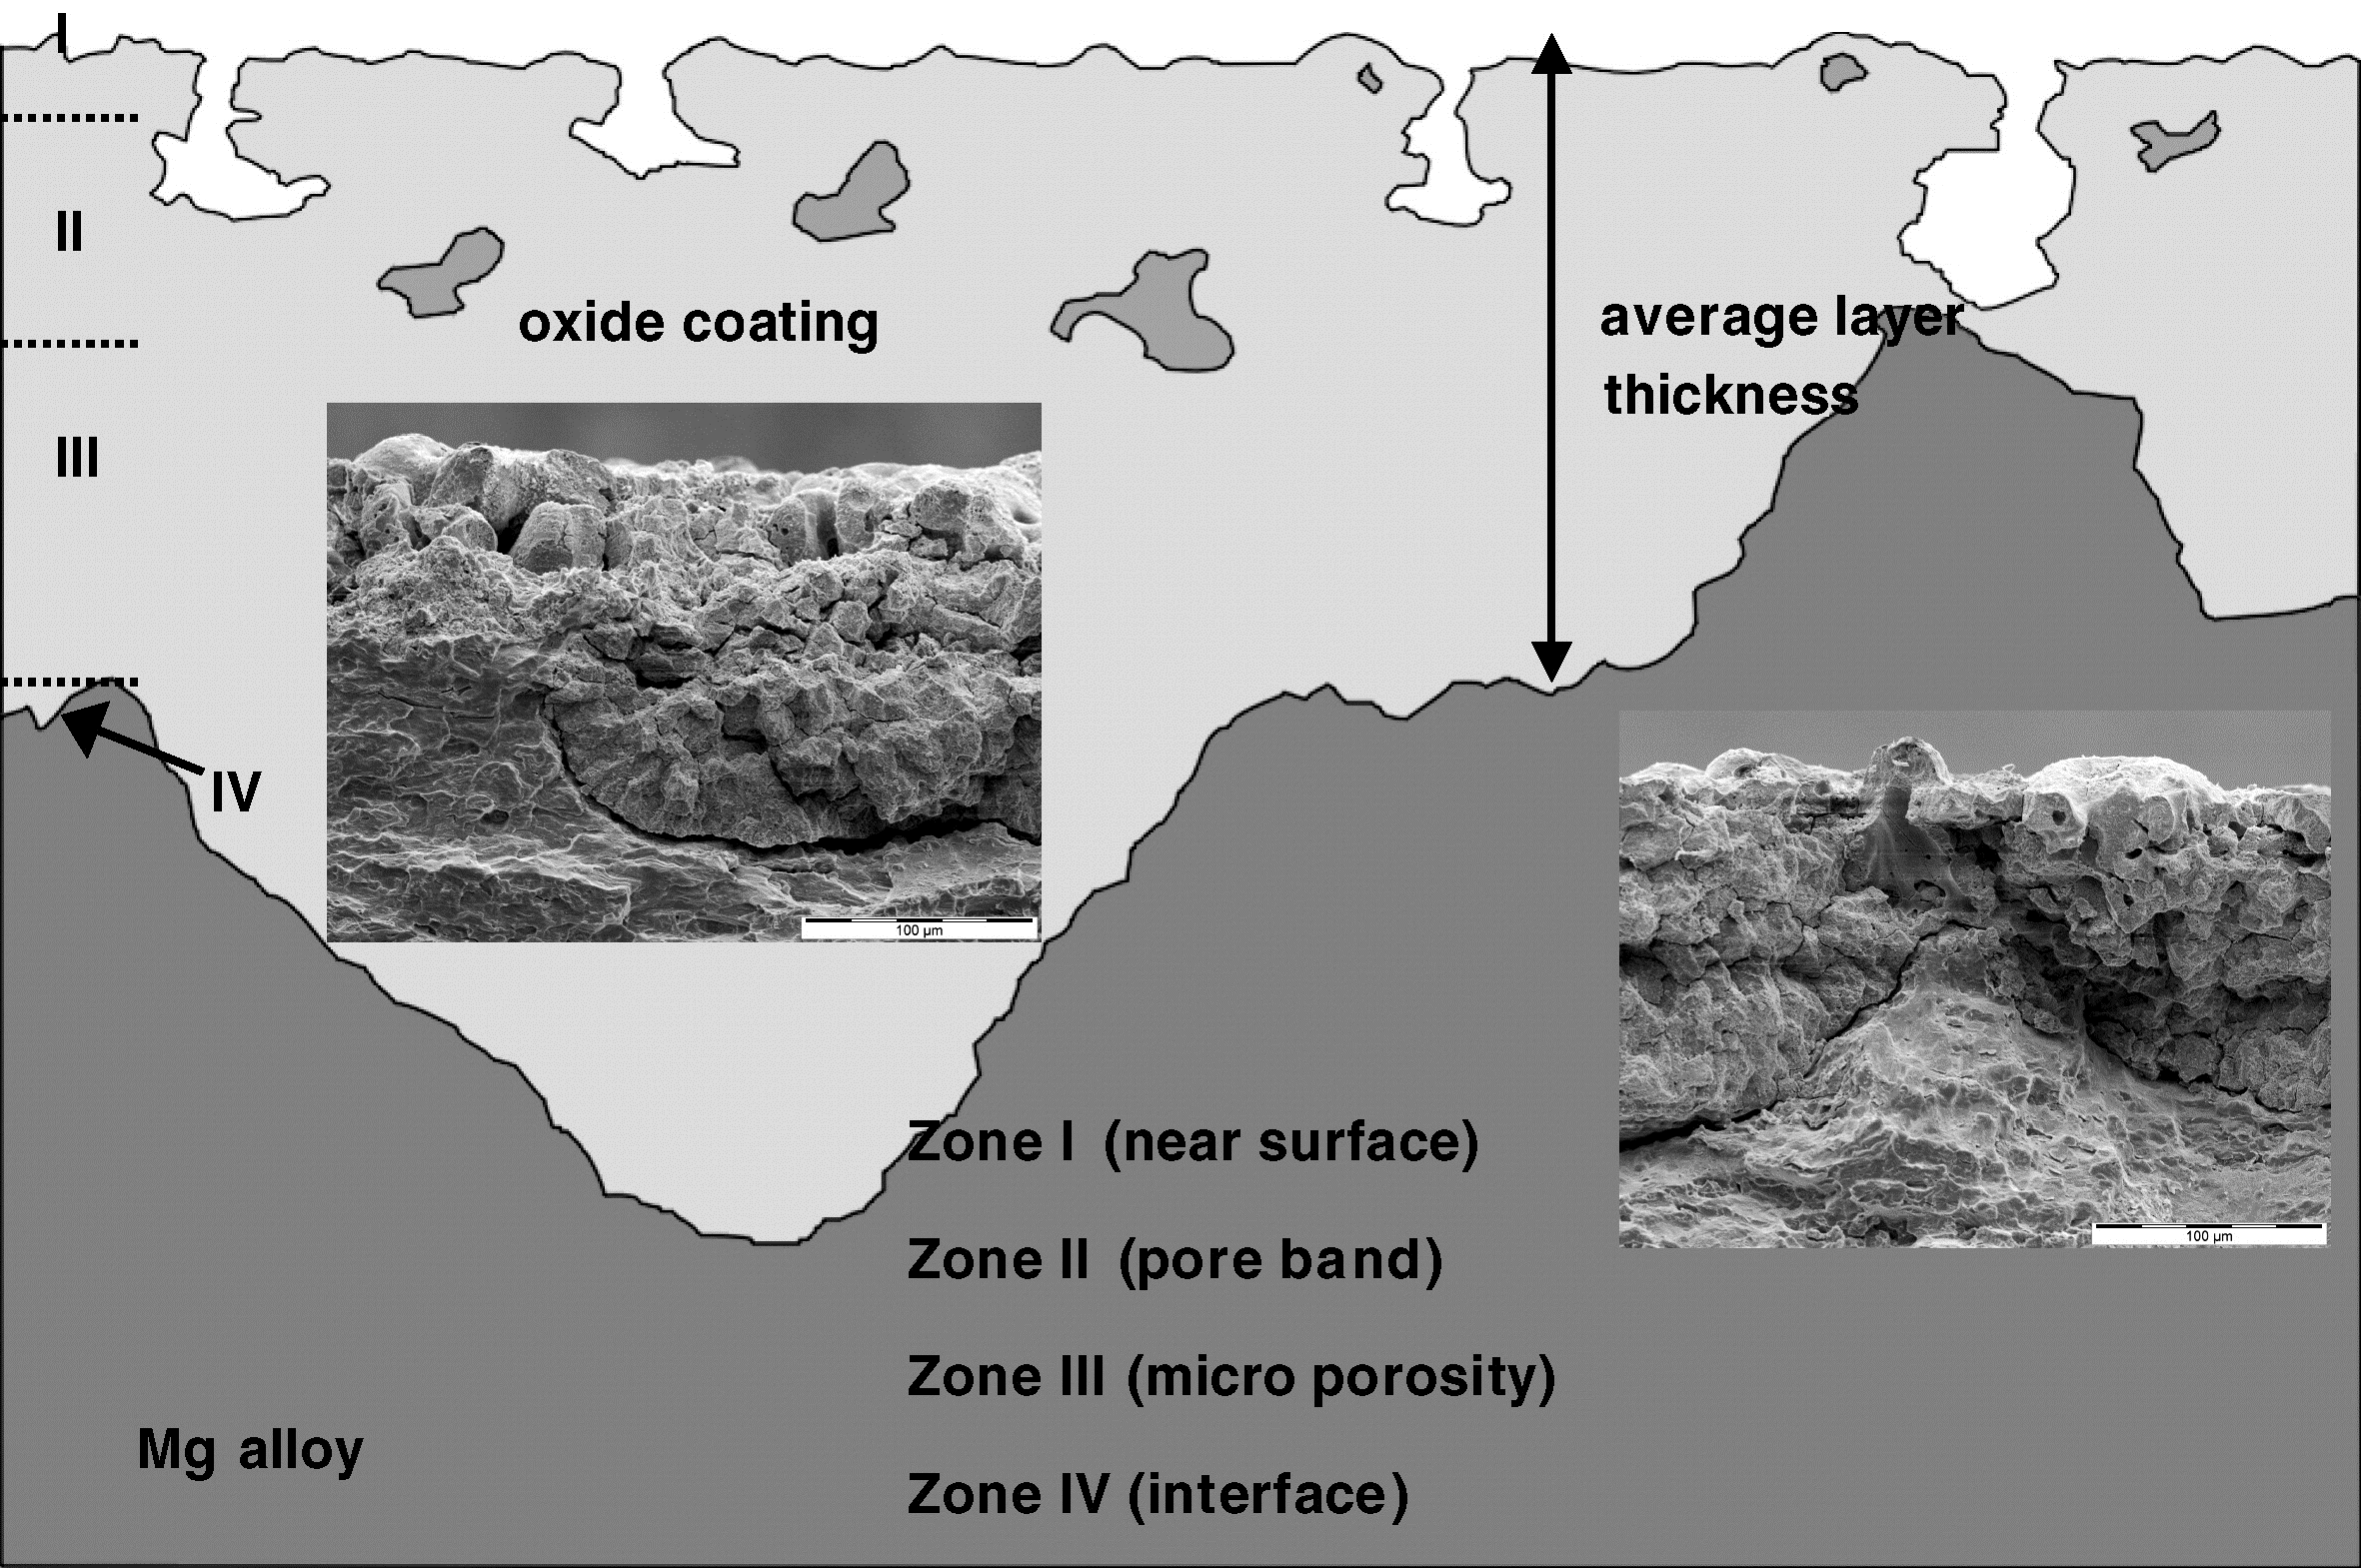 I
II
oxide coating
average layer
thickness
III
IV
100 µm
Zone I (near surface)
100 µm
Zone II (pore band)
Zone III (micro porosity)
Mg alloy
Zone IV (interface)